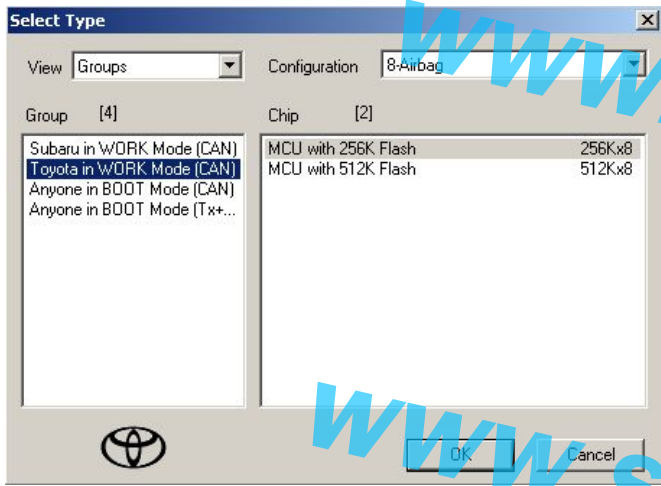 Select Type
View Groups Configuration 8-Airbag
Group [4] Chip [2]
Subaru in WORK Mode (CAN)
Toyota in WORK Mode (CAN)
Anyone in BOOT Mode (CAN)
Anyone in BOOT Mode (Tx+...
MCU with 256K Flash 256Kx8
MCU with 512K Flash 512Kx8
OK Cancel
www.
www.s